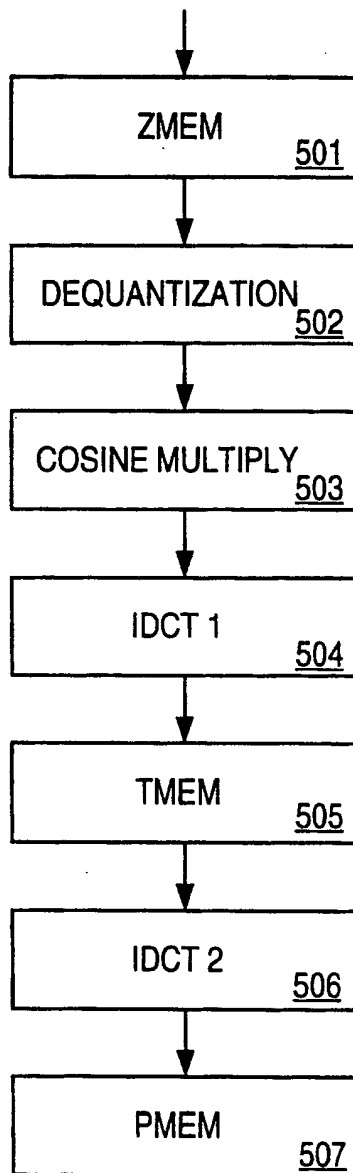 ZMEM
501
DEQUANTIZATION
502
COSINE MULTIPLY
503
IDCT 1
504
TMEM
505
IDCT 2
506
PMEM
507